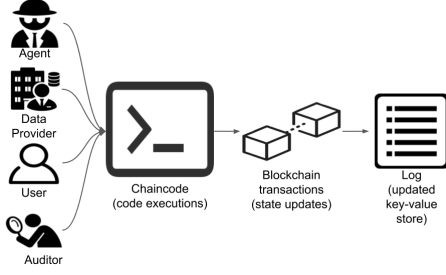 Agent
Data
Provider
User
Auditor
Chaincode
(code executions)
Blockchain
transactions
(state updates)
Log
(updated
key-value
store)